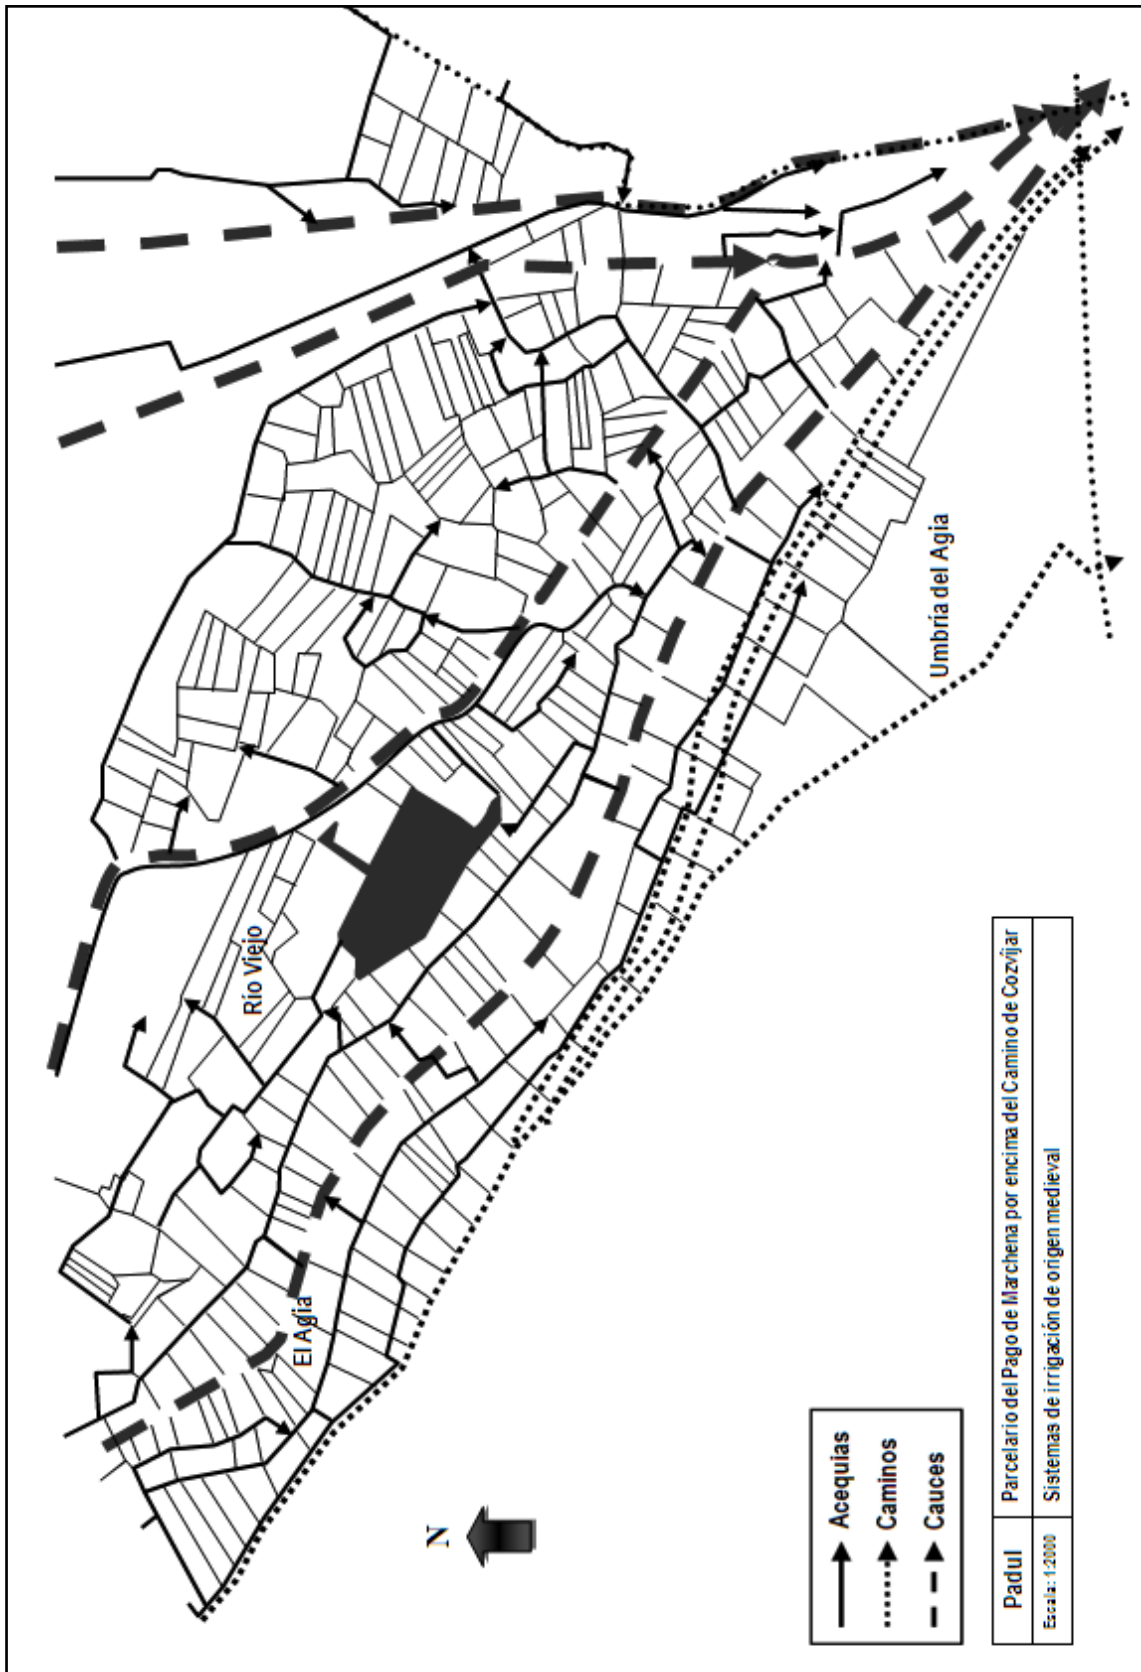 Río Viejo
El Agia
Umbria del Agia
N
Acequias
Caminos
Cauces
Padul
Parcelario del Pago de Marchena por encima del Camino de Cozvíjar
Escala: 1:2000
Sistemas de irrigación de origen medieval